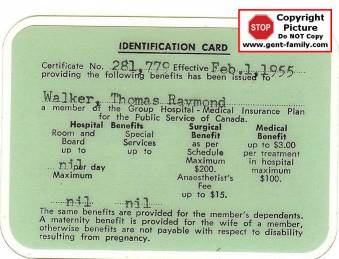 STOP
Copyright
Picture
Do NOT COPY
www.gent-family.com
IDENTIFICATION CARD
Certificate No. 281,779 Effective Feb.1,1955
providing the following benefits has been issued to
Walker, Thomas Raymond
a member of the Group Hospital - Medical Insurance Plan
for the Public Service of Canada.
Hospital Benefits
Room and
Board
up to
nil per day
Maximum
Special
Services
up to
Surgical
Benefit
as per
Schedule
Maximum
$200.
Anaesthetist's
Fee
up to $15.
Medical
Benefit
up to $3.00
per treatment
in hospital
maximum
$100.
nil nil
The same benefits are provided for the member's dependents.
A maternity benefit is provided for the wife of a member,
otherwise benefits are not payable with respect to disability
resulting from pregnancy.